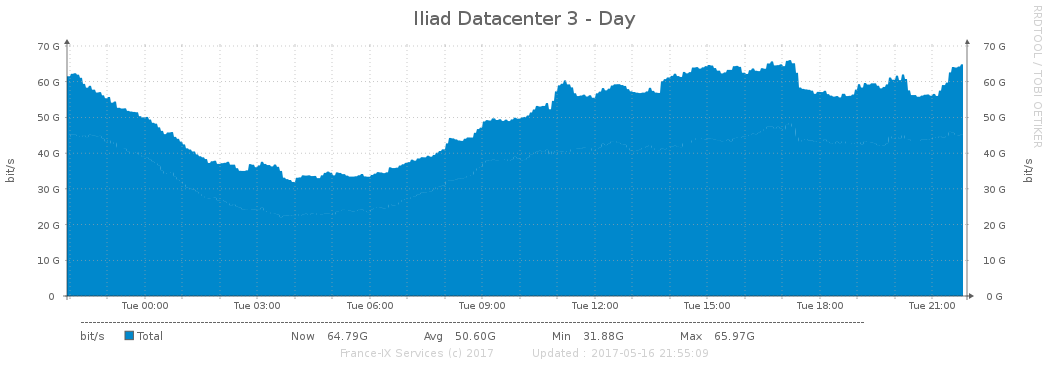 Iliad Datacenter 3 - Day
RRDTOOL / TOBI OETIKER
70 G 70 G
60 G 60 G
50 G 50 G
40 G 40 G
30 G 30 G
20 G 20 G
10 G 10 G
0 0 G
bit/s
bit/s
Tue 00:00 Tue 03:00 Tue 06:00 Tue 09:00 Tue 12:00 Tue 15:00 Tue 18:00 Tue 21:00
bit/s Total Now 64.79G Avg 50.60G Min 31.88G Max 65.97G
France-IX Services (c) 2017 Updated : 2017-05-16 21:55:09